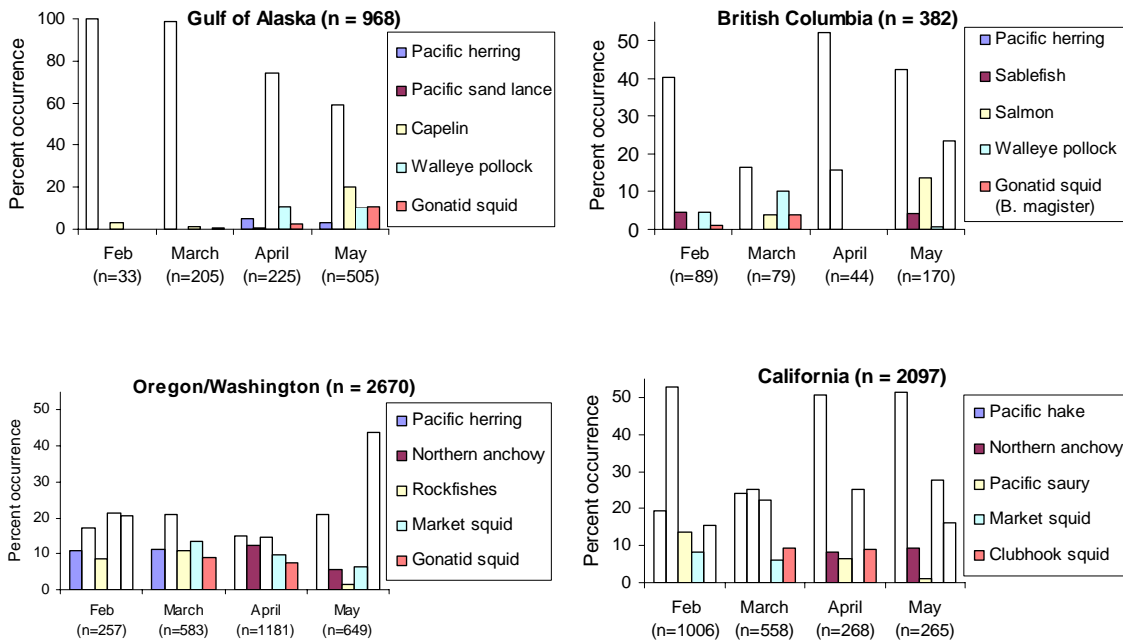 Gulf of Alaska (n = 968)
Percent occurrence
100
80
60
40
20
0
Feb
(n=33)
March
(n=205)
April
(n=225)
May
(n=505)
Pacific herring
Pacific sand lance
Capelin
Walleye pollock
Gonatid squid
British Columbia (n = 382)
Percent occurrence
50
40
30
20
10
0
Feb
(n=89)
March
(n=79)
April
(n=44)
May
(n=170)
Pacific herring
Sablefish
Salmon
Walleye pollock
Gonatid squid
(B. magister)
Oregon/Washington (n = 2670)
Percent occurrence
50
40
30
20
10
0
Feb
(n=257)
March
(n=583)
April
(n=1181)
May
(n=649)
Pacific herring
Northern anchovy
Rockfishes
Market squid
Gonatid squid
California (n = 2097)
Percent occurrence
50
40
30
20
10
0
Feb
(n=1006)
March
(n=558)
April
(n=268)
May
(n=265)
Pacific hake
Northern anchovy
Pacific saury
Market squid
Clubhook squid